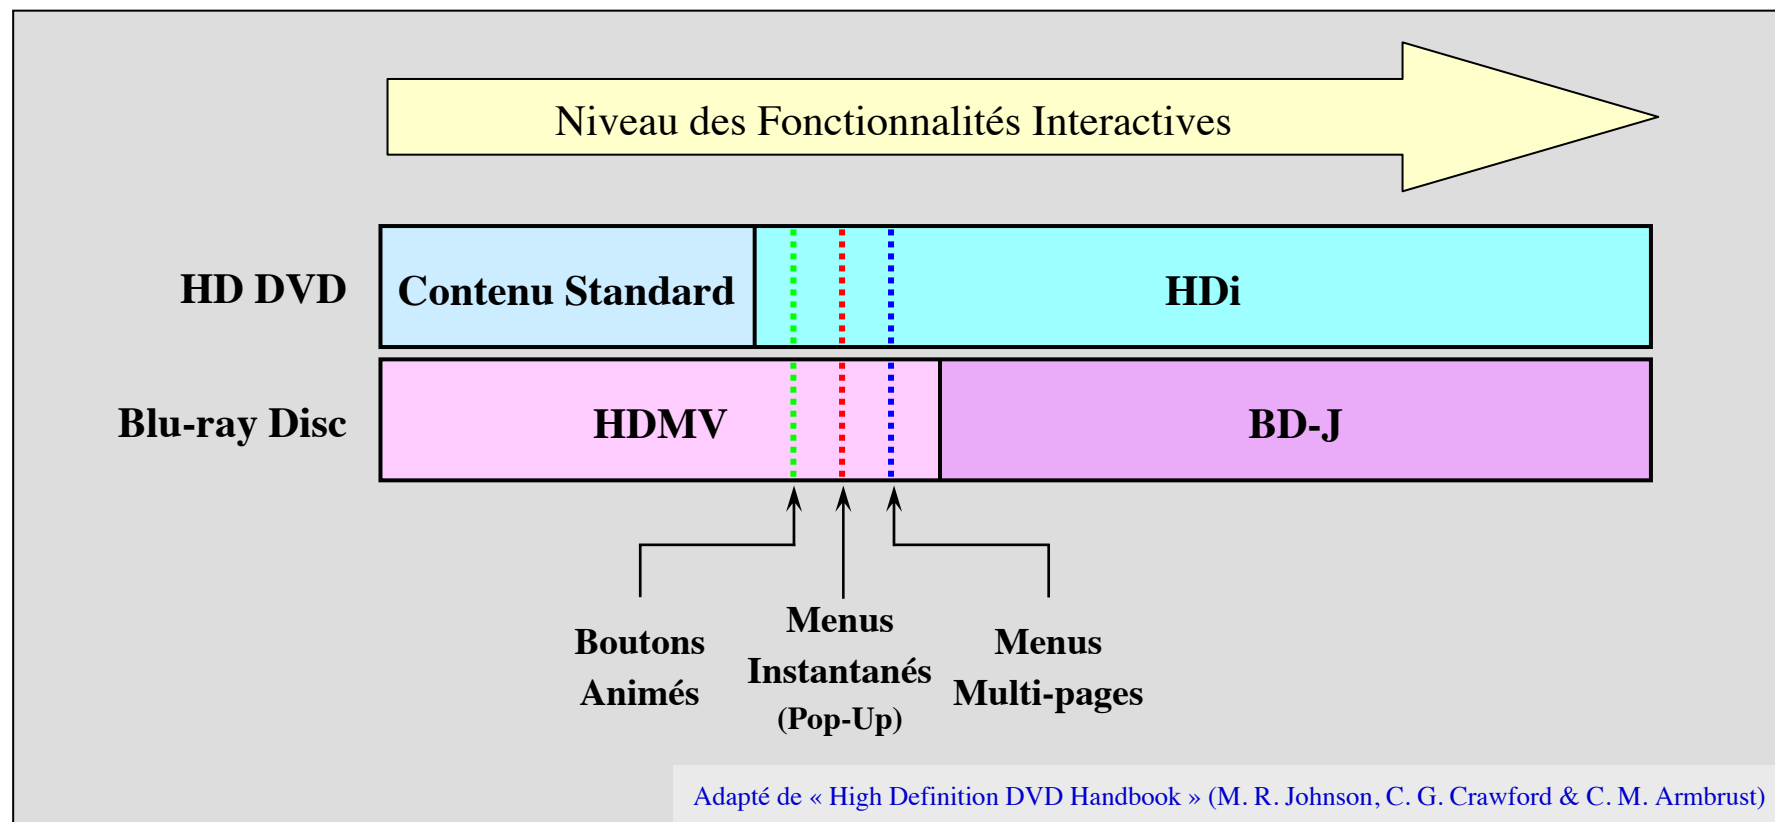 Niveau des Fonctionnalités Interactives
HD DVD
Contenu Standard
HDi
Blu-ray Disc
HDMV
BD-J
Boutons
Animés
Menus
Instantanés
(Pop-Up)
Menus
Multi-pages
Adapté de « High Definition DVD Handbook » (M. R. Johnson, C. G. Crawford & C. M. Armbrust)